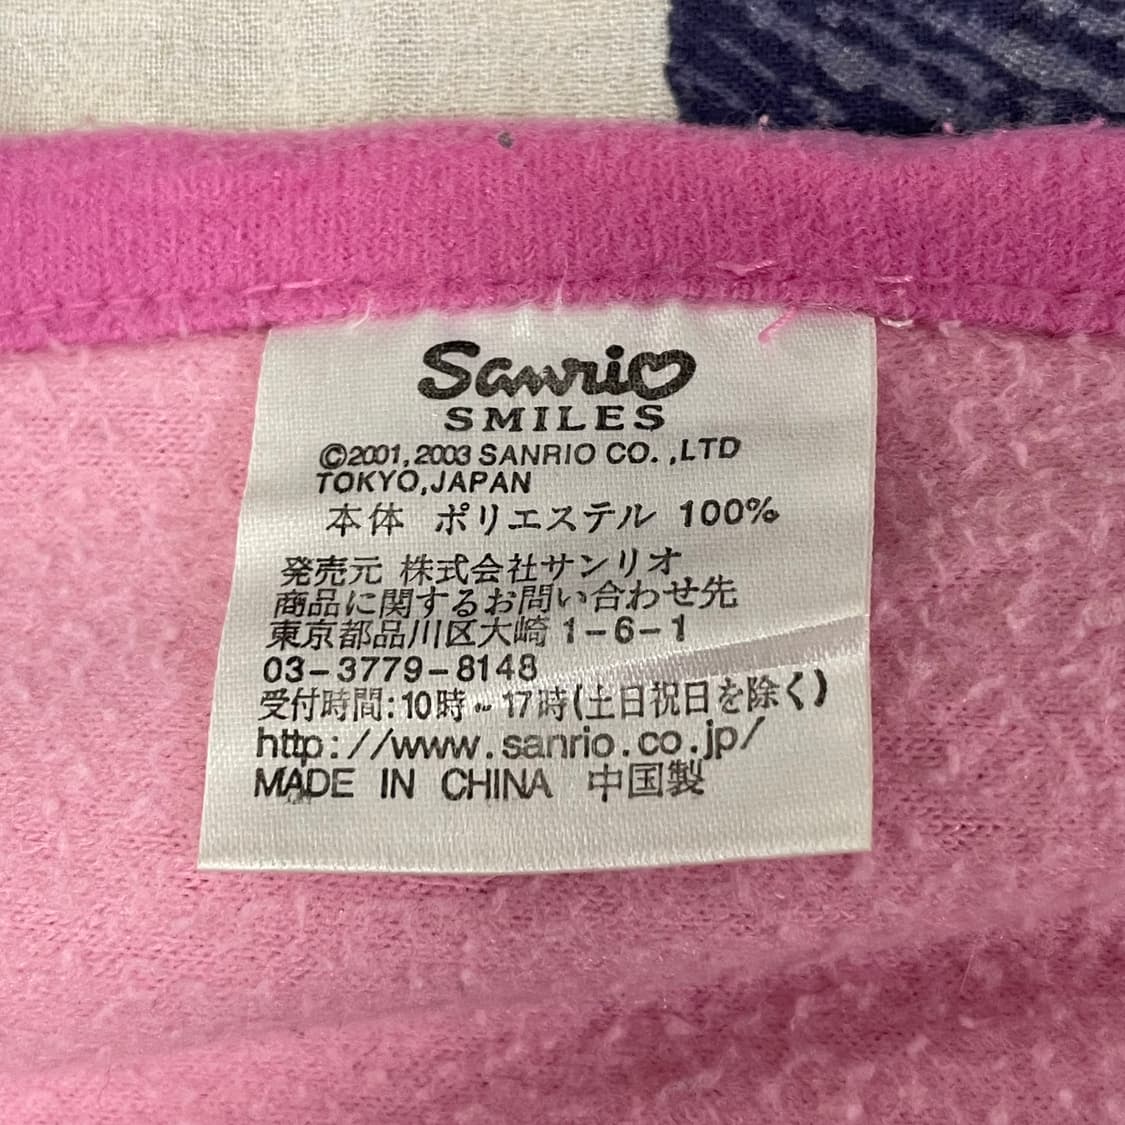 Sanrio
SMILES
©2001,2003 SANRIO CO.,LTD
TOKYO,JAPAN
本体 ポリエステル 100%
発売元 株式会社サンリオ
商品に関するお問い合わせ先
東京都品川区大崎1-6-1
03-3779-8148
受付時間:10時~17時(土日祝日を除く)
http://www.sanrio.co.jp/
MADE IN CHINA 中国製